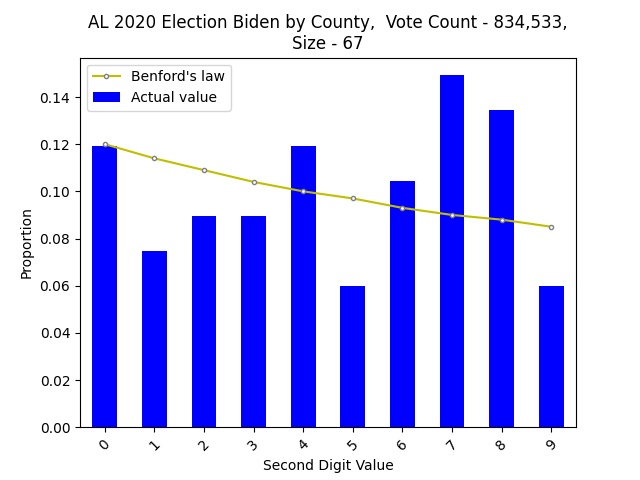 AL 2020 Election Biden by County,  Vote Count - 834,533,
Size - 67
Benford's law
Actual value
0.14
0.12
0.10
0.08
0.06
0.04
0.02
0.00
Proportion
0 1 2 3 4 5 6 7 8 9
Second Digit Value